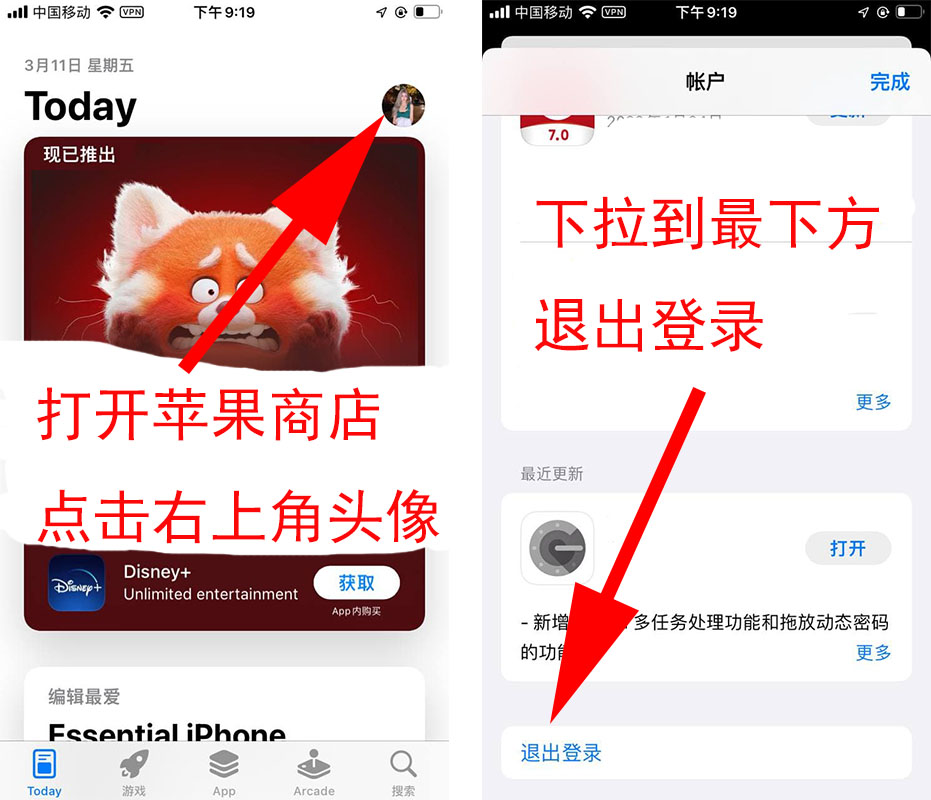 中国移动 VPN 下午9:19
3月11日 星期五
Today
现已推出
打开苹果商店
点击右上角头像
Disney+
Disney+
Unlimited entertainment
获取
App内购买
编辑最爱
Essential iPhone
Today 游戏 App Arcade 搜索
中国移动 VPN 下午9:19
帐户 完成
7.0
更新
下拉到最下方
退出登录
更多
最近更新
打开
- 新增 多任务处理功能和拖放动态密码
的功
更多
退出登录